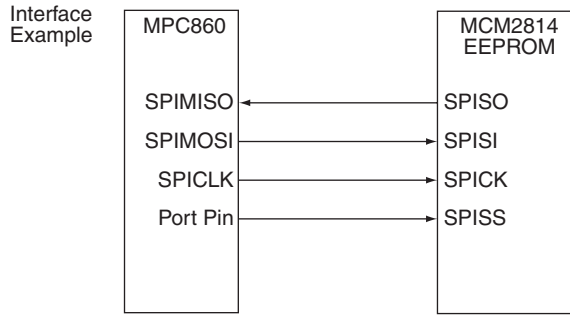 Interface
Example
MPC860
MCM2814
EEPROM
SPIMISO
SPISO
SPIMOSI
SPISI
SPICLK
SPICK
Port Pin
SPISS